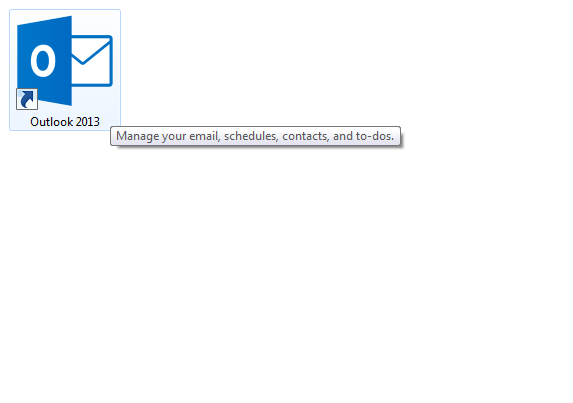 O
Outlook 2013
Manage your email, schedules, contacts, and to-dos.